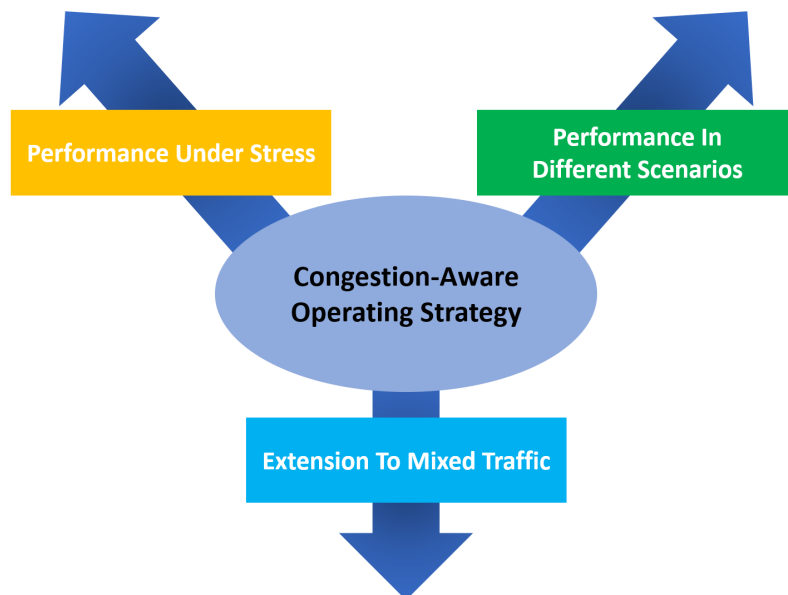 Performance Under Stress
Performance In
Different Scenarios
Congestion-Aware
Operating Strategy
Extension To Mixed Traffic